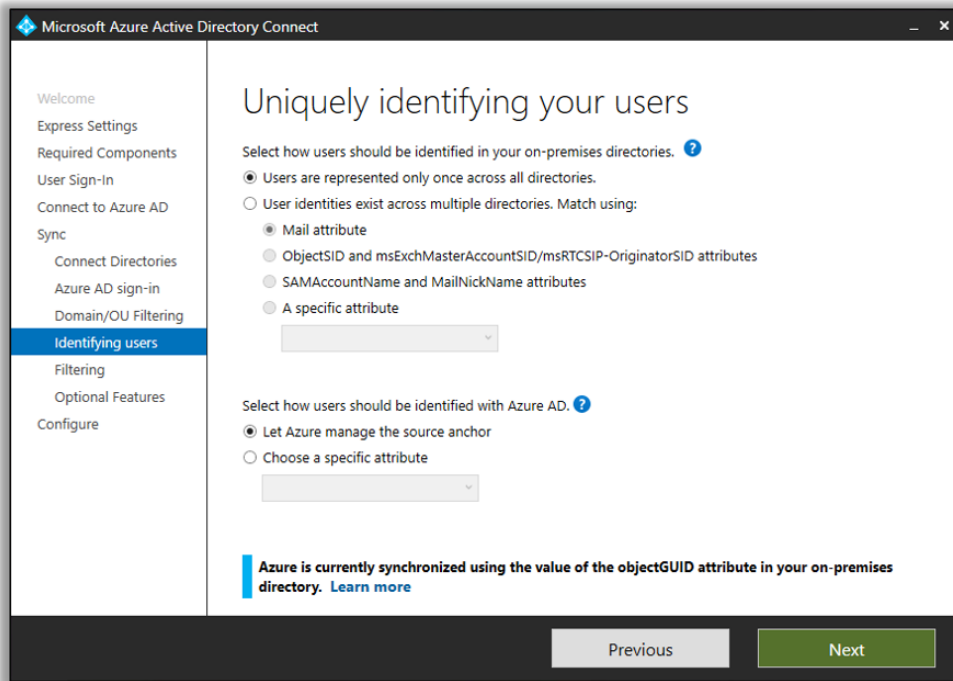 Microsoft Azure Active Directory Connect
Welcome
Express Settings
Required Components
User Sign-In
Connect to Azure AD
Sync
Connect Directories
Azure AD sign-in
Domain/OU Filtering
Identifying users
Filtering
Optional Features
Configure
Uniquely identifying your users
Select how users should be identified in your on-premises directories. ?
Users are represented only once across all directories.
User identities exist across multiple directories. Match using:
Mail attribute
ObjectSID and msExchMasterAccountSID/msRTCSIP-OriginatorSID attributes
SAMAccountName and MailNickName attributes
A specific attribute
Select how users should be identified with Azure AD. ?
Let Azure manage the source anchor
Choose a specific attribute
Azure is currently synchronized using the value of the objectGUID attribute in your on-premises
directory. Learn more
Previous
Next